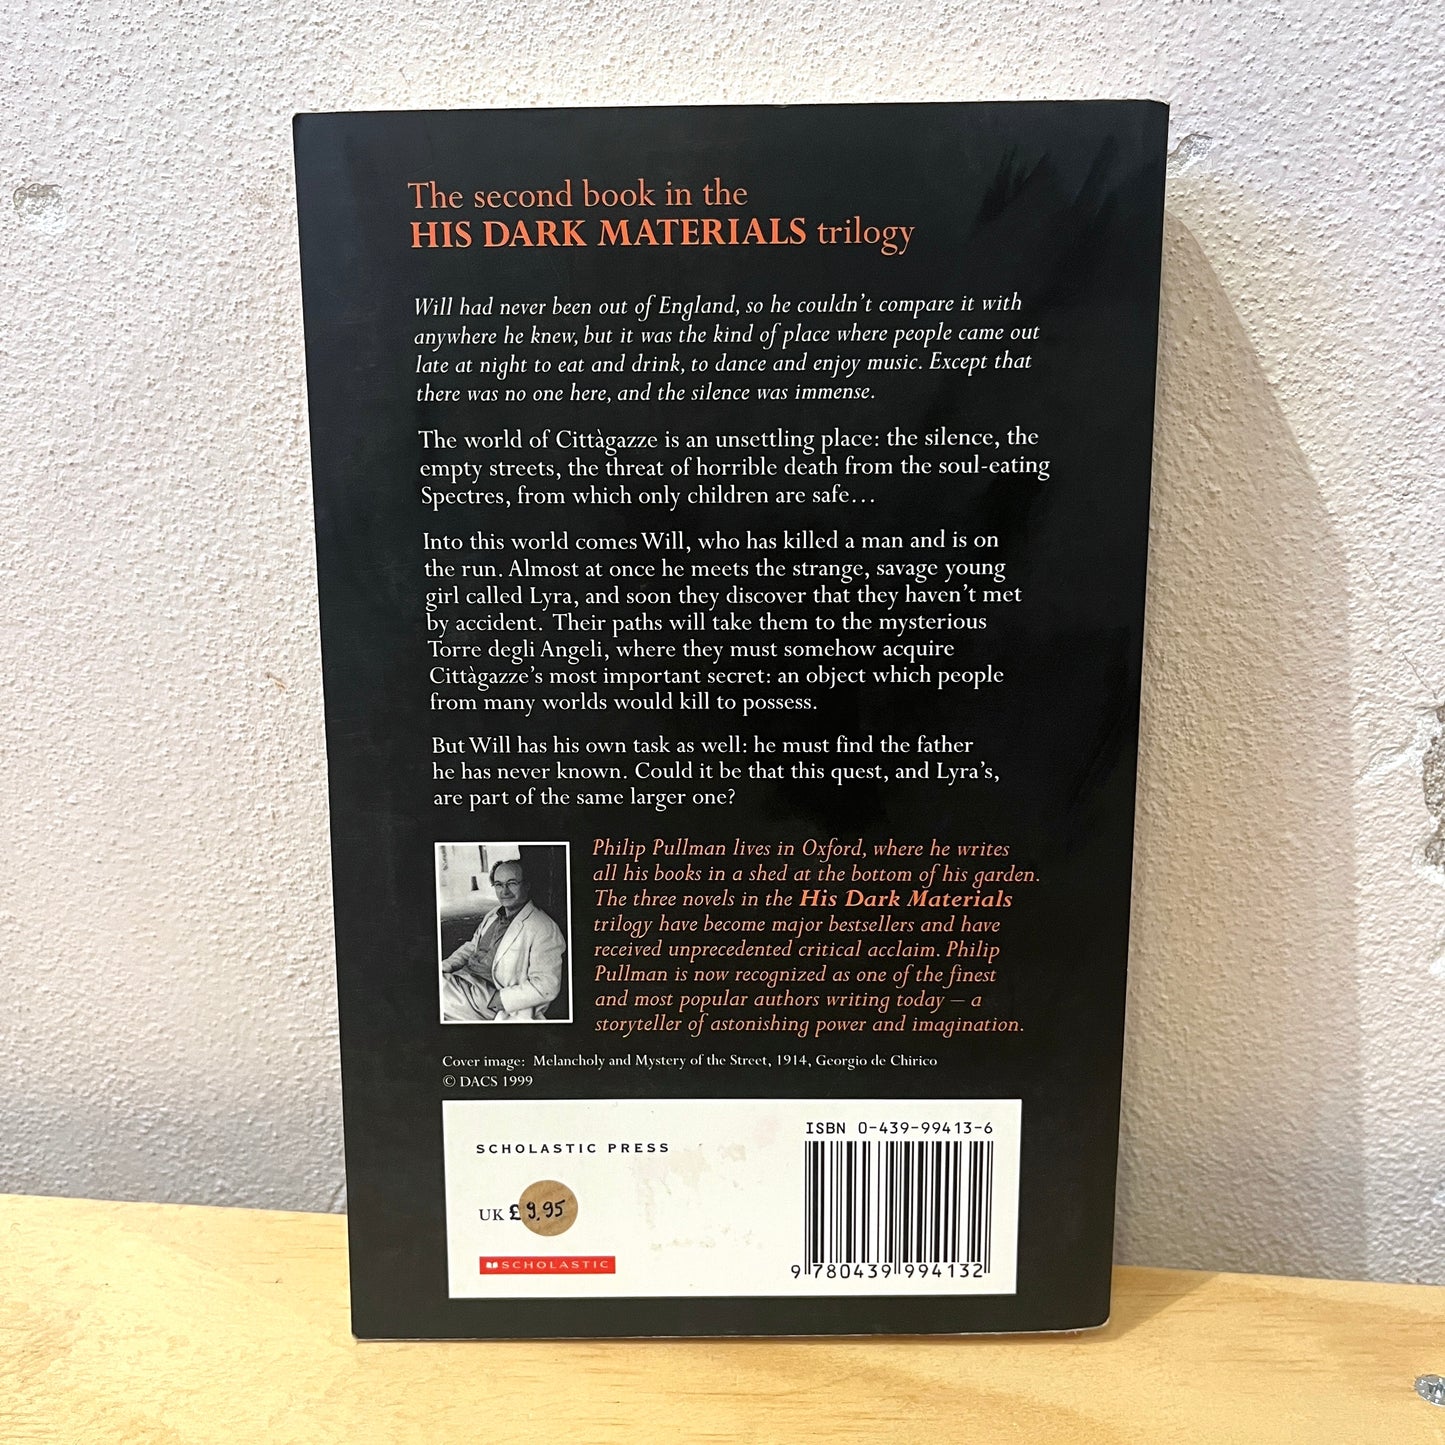 The second book in the
HIS DARK MATERIALS trilogy
Will had never been out of England, so he couldn't compare it with
anywhere he knew, but it was the kind of place where people came out
late at night to eat and drink, to dance and enjoy music. Except that
there was no one here, and the silence was immense.
The world of Cittàgazze is an unsettling place: the silence, the
empty streets, the threat of horrible death from the soul-eating
Spectres, from which only children are safe...
Into this world comes Will, who has killed a man and is on
the run. Almost at once he meets the strange, savage young
girl called Lyra, and soon they discover that they haven't met
by accident. Their paths will take them to the mysterious
Torre degli Angeli, where they must somehow acquire
Cittàgazze's most important secret: an object which people
from many worlds would kill to possess.
But Will has his own task as well: he must find the father
he has never known. Could it be that this quest, and Lyra's,
are part of the same larger one?
Philip Pullman lives in Oxford, where he writes
all his books in a shed at the bottom of his garden.
The three novels in the His Dark Materials
trilogy have become major bestsellers and have
received unprecedented critical acclaim. Philip
Pullman is now recognized as one of the finest
and most popular authors writing today – a
storyteller of astonishing power and imagination.
Cover image: Melancholy and Mystery of the Street, 1914, Georgio de Chirico
© DACS 1999
ISBN 0-439-99413-6
SCHOLASTIC PRESS
UK £9.95
SCHOLASTIC
9 780439 994132